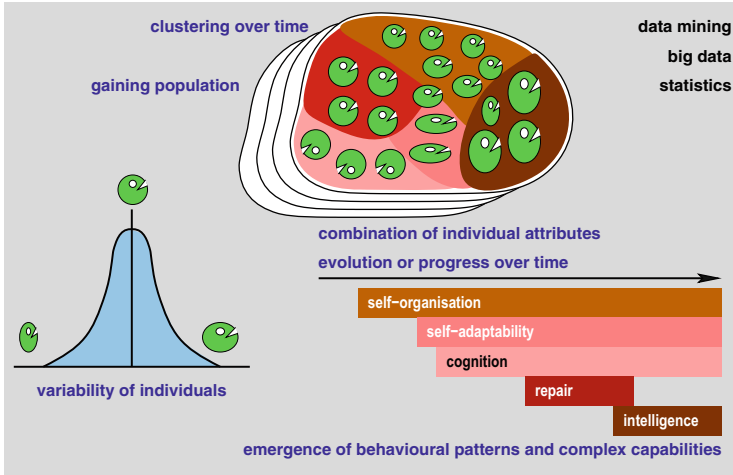 clustering over time
gaining population
data mining
big data
statistics
combination of individual attributes
evolution or progress over time
self-organisation
self-adaptability
cognition
repair
intelligence
variability of individuals
emergence of behavioural patterns and complex capabilities